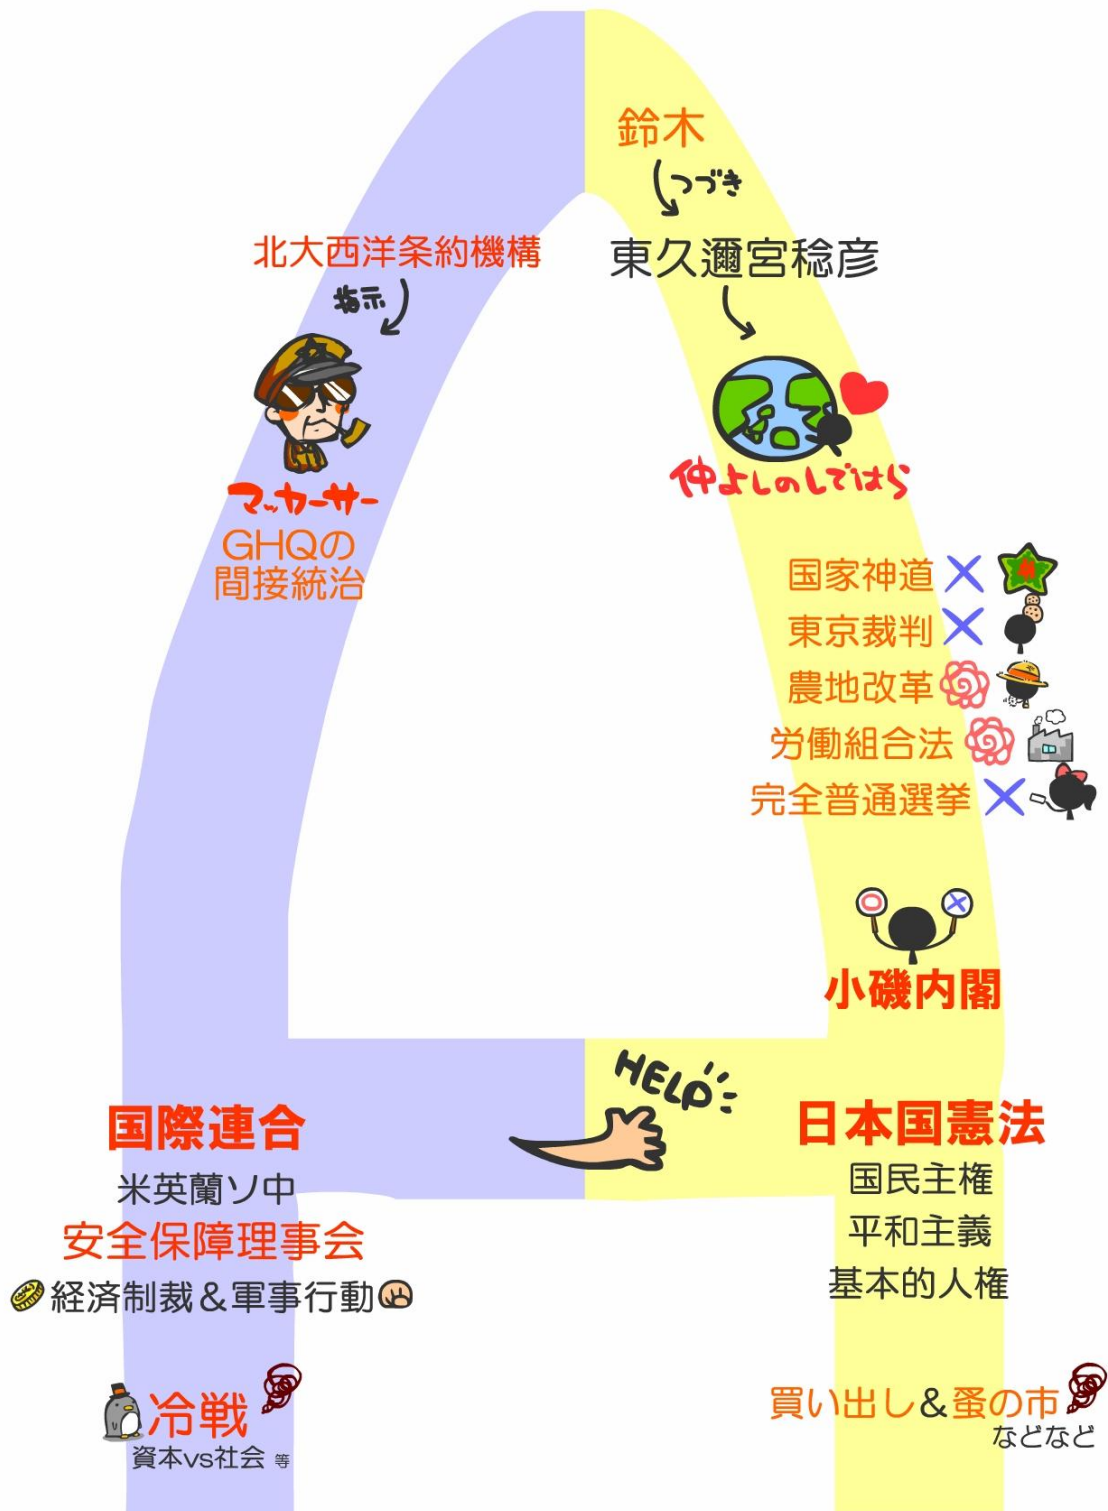 鈴木
つづき
北大西洋条約機構
東久邇宮稔彦
指示
マッカーサー
GHQの
間接統治
仲よしのしではら
国家神道
東京裁判
農地改革
労働組合法
完全普通選挙
小磯内閣
HELP
国際連合
米英蘭ソ中
安全保障理事会
経済制裁&軍事行動
冷戦
資本vs社会 等
日本国憲法
国民主権
平和主義
基本的人権
買い出し&蚤の市
などなど